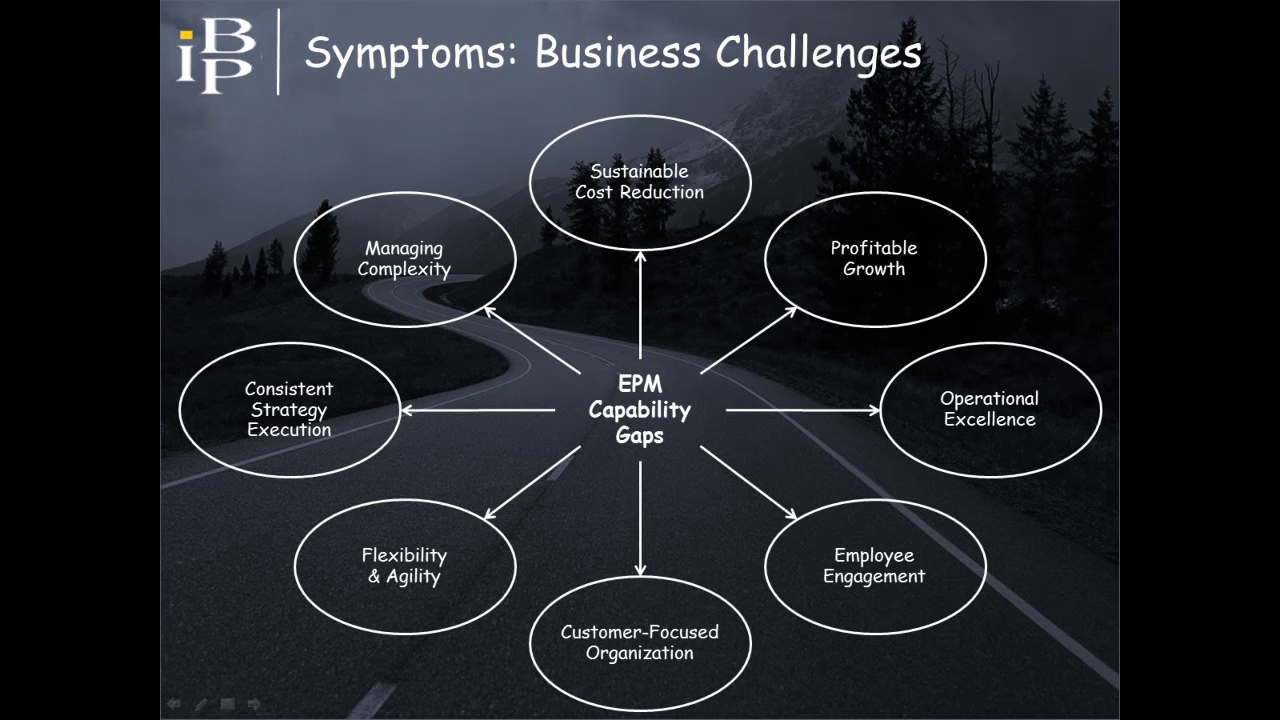 iBP
Symptoms: Business Challenges
Sustainable
Cost Reduction
Managing
Complexity
Profitable
Growth
Consistent
Strategy
Execution
EPM
Capability
Gaps
Operational
Excellence
Flexibility
& Agility
Employee
Engagement
Customer-Focused
Organization